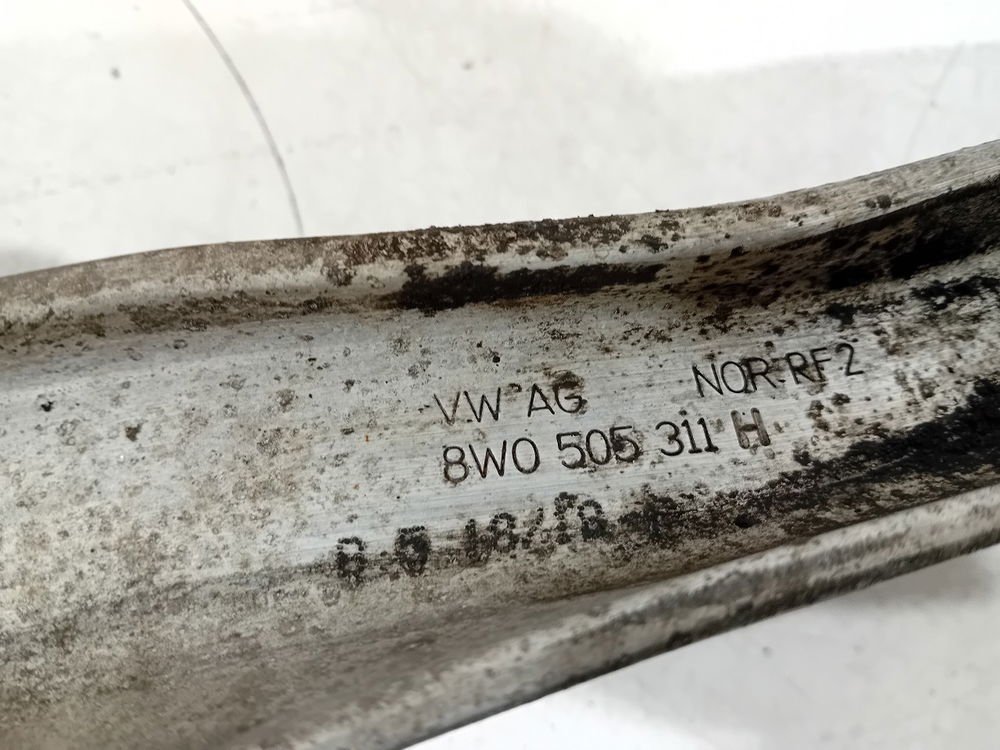 VW AG NOR-RF2
8W0 505 311 H